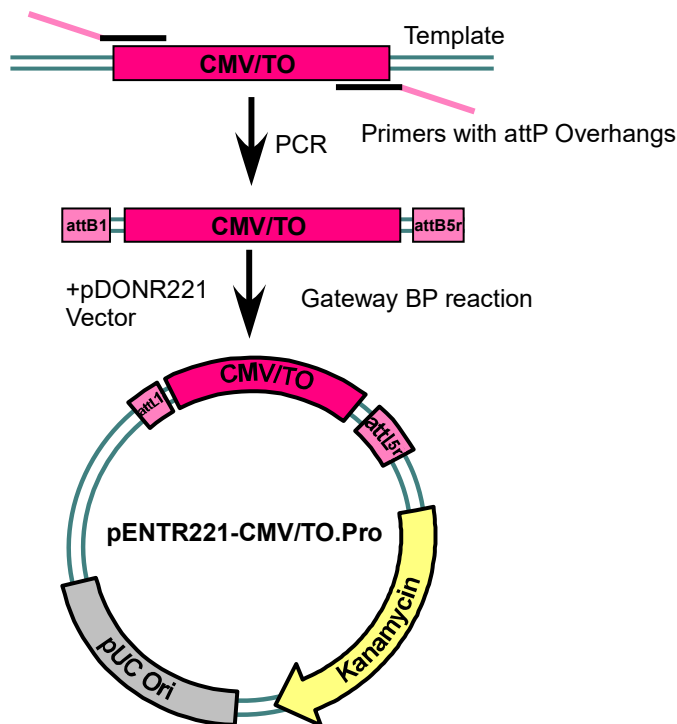 Template
CMV/TO
Primers with attP Overhangs
PCR
attB1
CMV/TO
attB5r
+pDONR221
Vector
Gateway BP reaction
CMV/TO
attL1
attL5r
pENTR221-CMV/TO.Pro
Kanamycin
pUC Ori